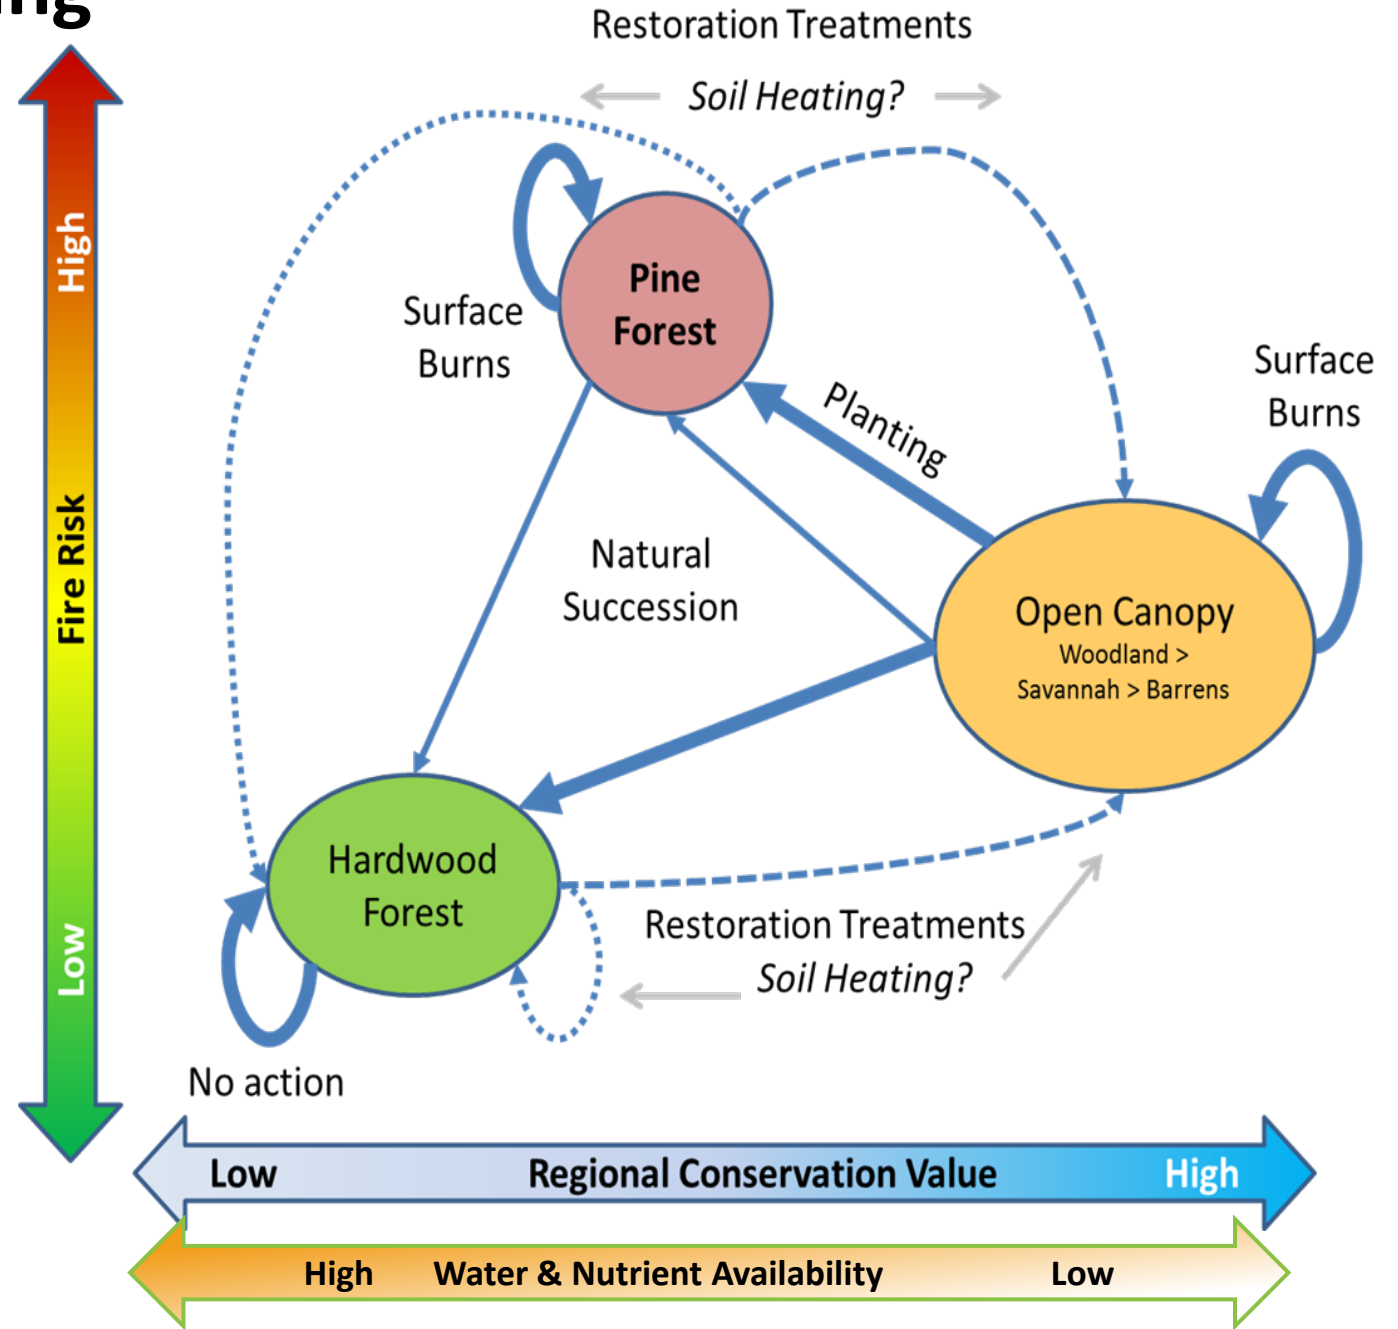 Restoration Treatments
Soil Heating?
High
Fire Risk
Low
Pine
Forest
Surface
Burns
Planting
Surface
Burns
Natural
Succession
Open Canopy
Woodland >
Savannah > Barrens
Hardwood
Forest
Restoration Treatments
Soil Heating?
No action
Low Regional Conservation Value High
High Water & Nutrient Availability Low